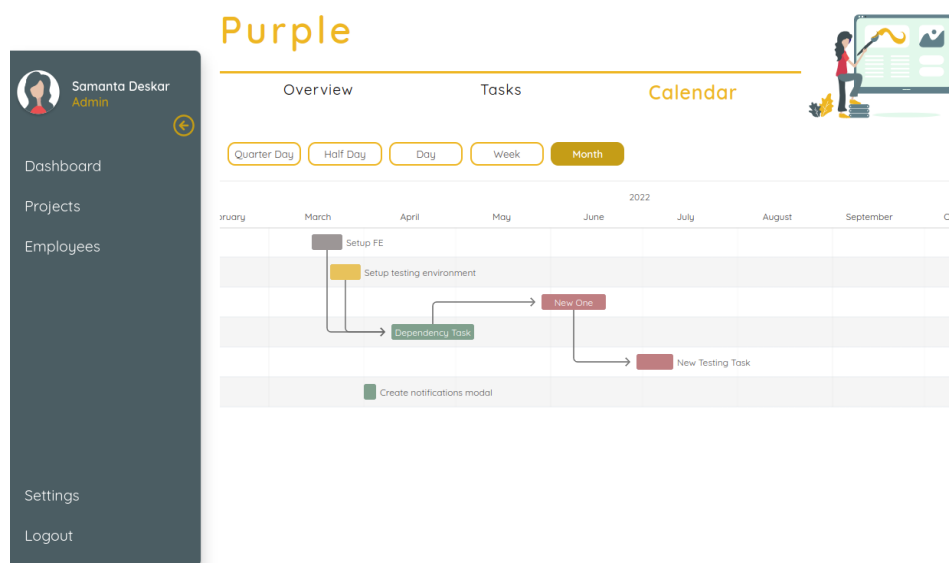 Purple
Samanta Deskar
Admin
Dashboard
Projects
Employees
Settings
Logout
Overview Tasks Calendar
Quarter Day Half Day Day Week Month
2022
March April May June July August September
Setup FE
Setup testing environment
New One
Dependency Task
New Testing Task
Create notifications modal